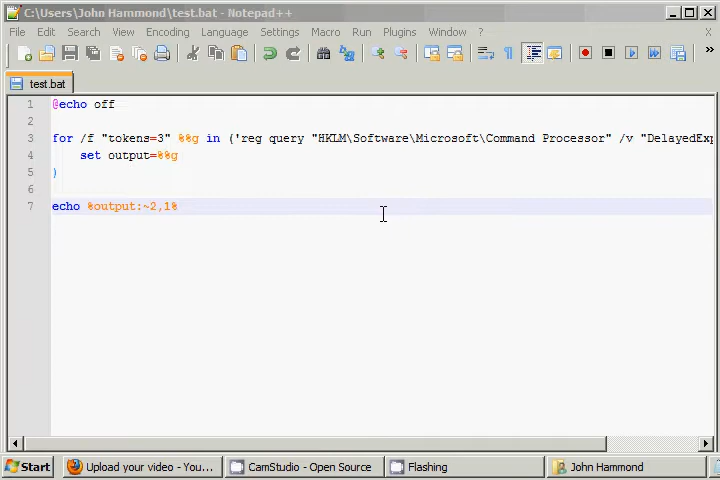 C:\Users\John Hammond\test.bat - Notepad++
File Edit Search View Encoding Language Settings Macro Run Plugins Window ? X
test.bat
1 @echo off
2
3 for /f "tokens=3" %%g in ('reg query "HKLM\Software\Microsoft\Command Processor" /v "DelayedExp
4 set output=%%g
5 )
6
7 echo %output:~2,1%
Start Upload your video - You... CamStudio - Open Source Flashing John Hammond